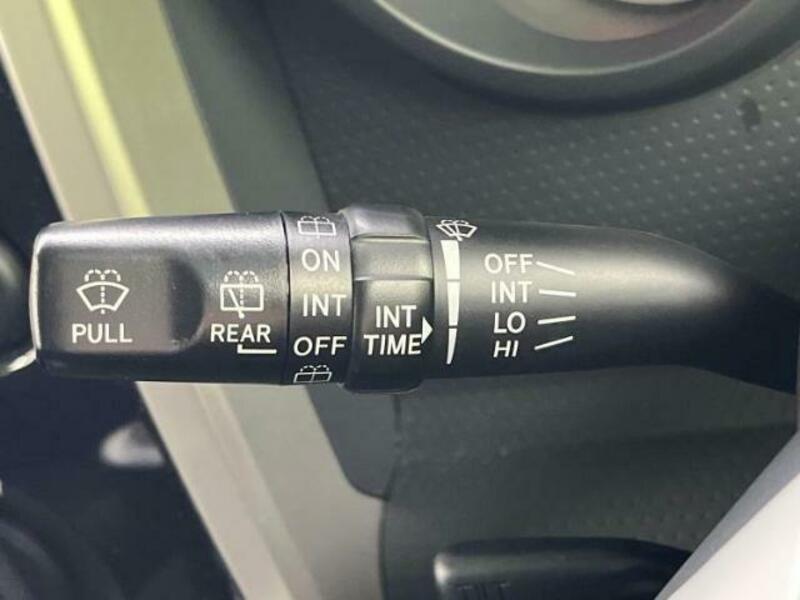 PULL
REAR
ON
INT
OFF
INT
TIME
OFF
INT
LO
HI